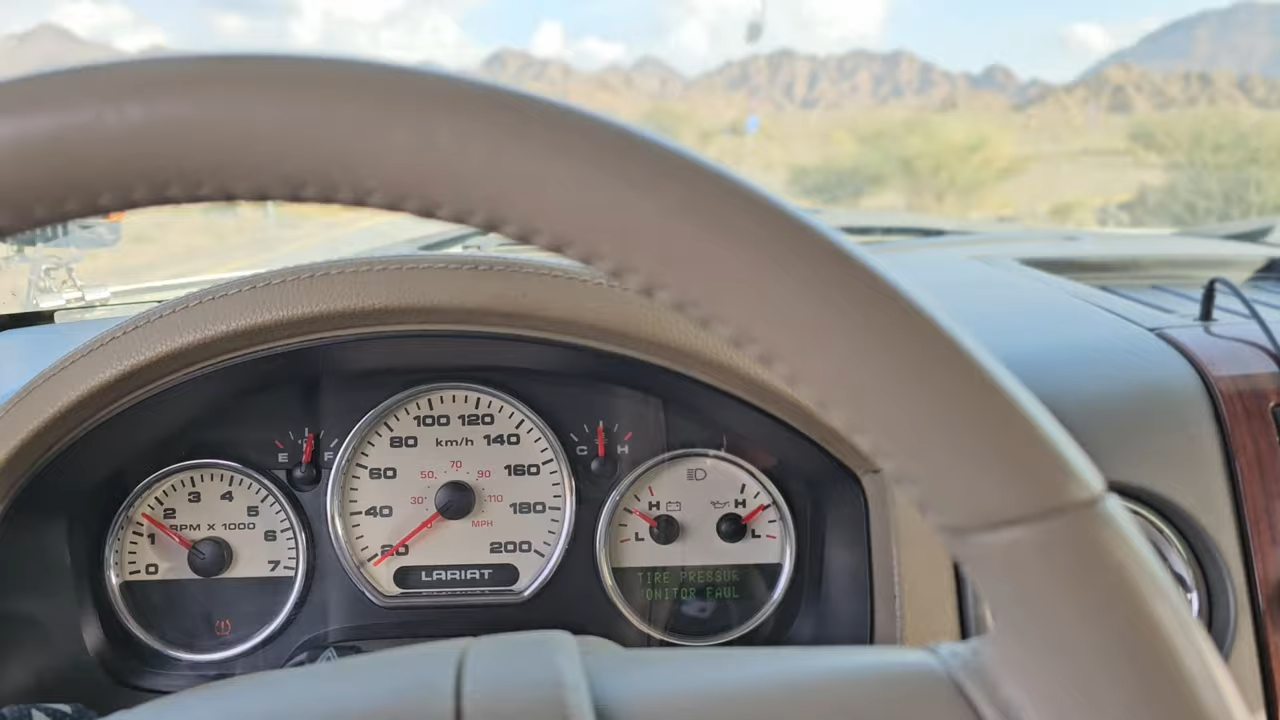 E F
100 120
80 km/h 140
60 160
40 180
20 200
70
50 90
30 110
MPH
LARIAT
C H
3 4
2 5
RPM X 1000
1 6
0 7
H H
L L
TIRE PRESSUR
ONITOR FAUL